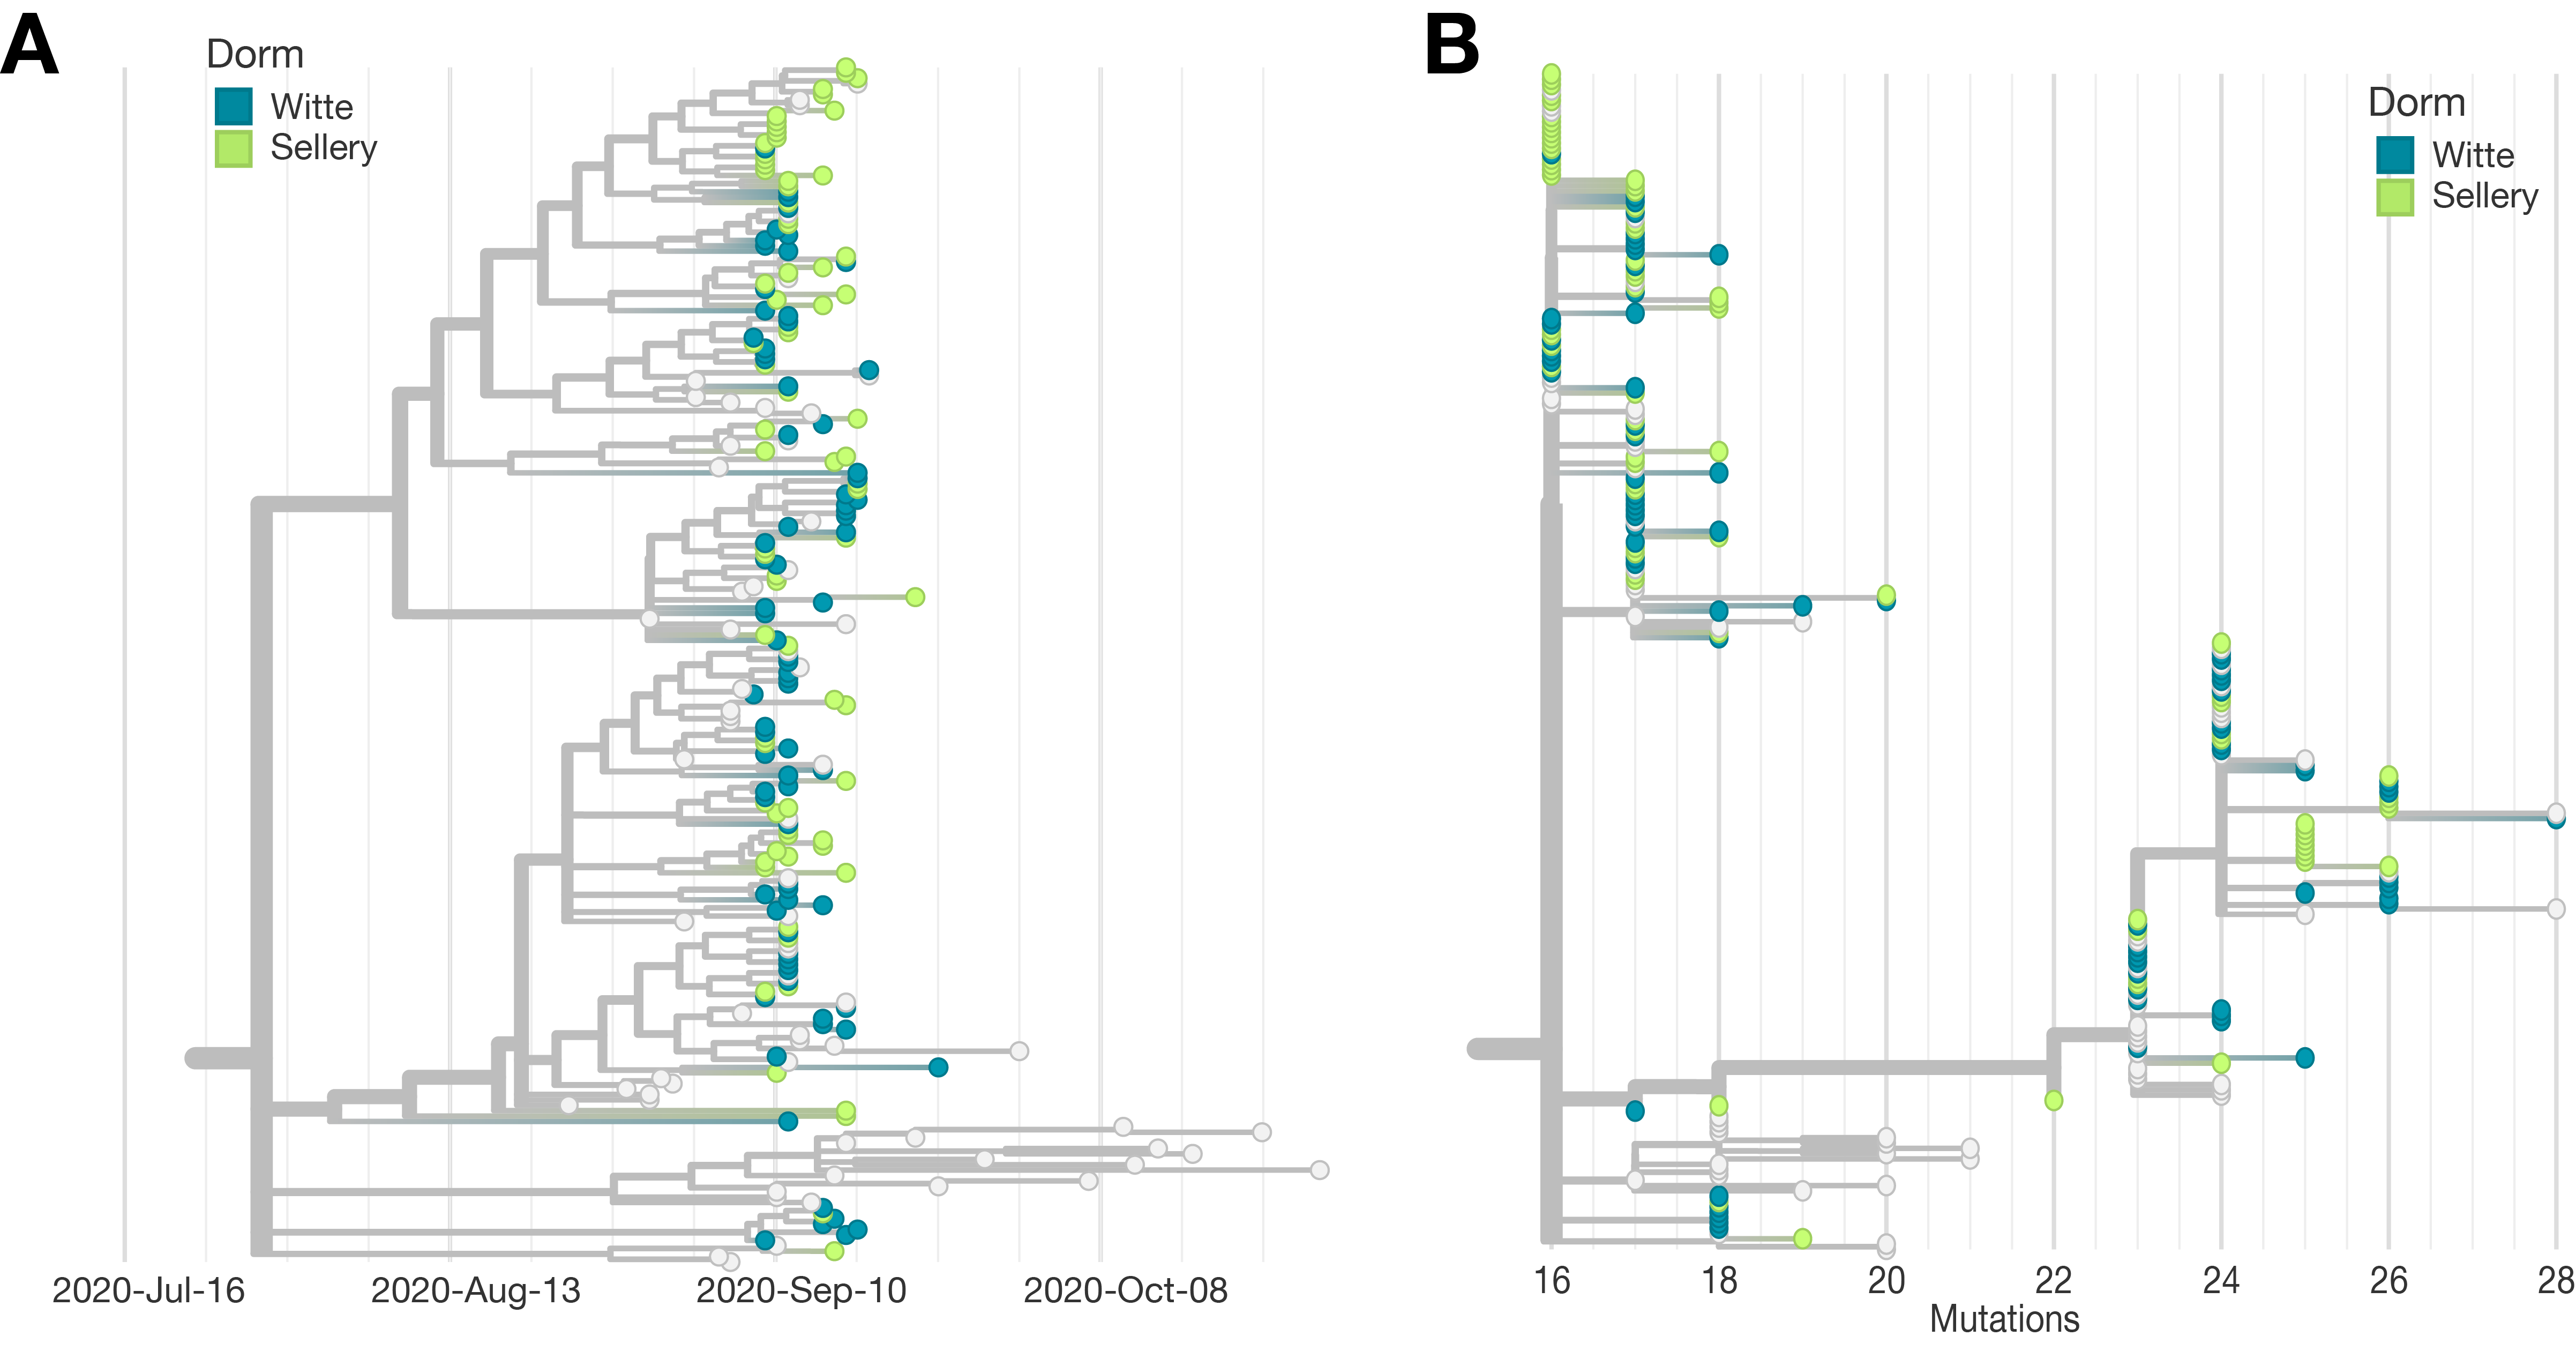 A
Dorm
Witte
Sellery
2020-Jul-16 2020-Aug-13 2020-Sep-10 2020-Oct-08
B
Dorm
Witte
Sellery
16 18 20 22 24 26 28
Mutations